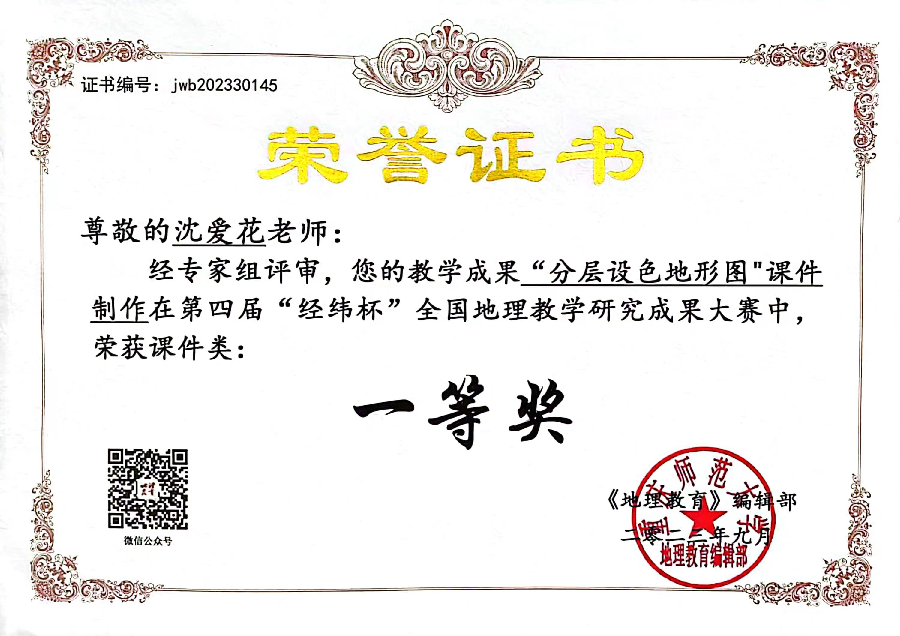 证书编号：jwb202330145
荣誉证书
尊敬的沈爱花老师：
经专家组评审，您的教学成果“分层设色地形图"课件
制作在第四届“经纬杯”全国地理教学研究成果大赛中，
荣获课件类：
一等奖
微信公众号
重庆师范大学
《地理教育》编辑部
二零二三年九月
地理教育编辑部